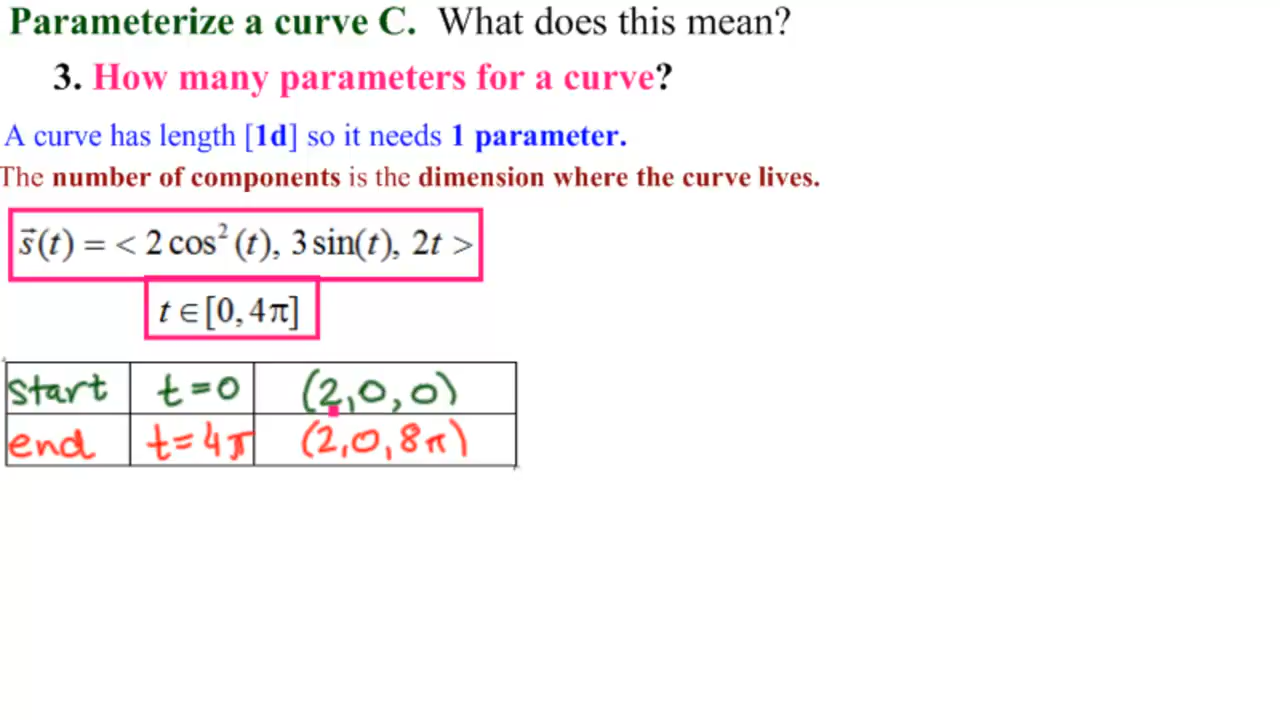 Parameterize a curve C. What does this mean?
3. How many parameters for a curve?
A curve has length [1d] so it needs 1 parameter.
The number of components is the dimension where the curve lives.
s⃗(t) = < 2 cos²(t), 3 sin(t), 2t >
t ∈ [0, 4π]
start t=0 (2,0,0)
end t=4π (2,0,8π)